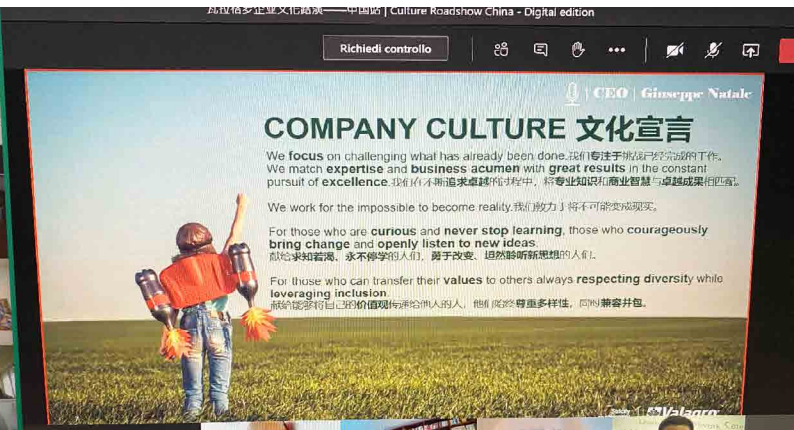 瓦拉格多企业文化路演——中国站 | Culture Roadshow China - Digital edition
Richiedi controllo
CEO | Giuseppe Natale
COMPANY CULTURE 文化宣言
We focus on challenging what has already been done.我们专注于挑战已经完成的工作。
We match expertise and business acumen with great results in the constant
pursuit of excellence.我们在不断追求卓越的过程中，将专业知识和商业智慧与卓越成果相匹配。
We work for the impossible to become reality.我们致力于将不可能变成现实。
For those who are curious and never stop learning, those who courageously
bring change and openly listen to new ideas.
献给求知若渴、永不停学的人们，勇于改变、坦然聆听新思想的人们。
For those who can transfer their values to others always respecting diversity while
leveraging inclusion.
献给能够将自己的价值观传递给他人的人，他们始终尊重多样性，同时兼容并包。
Valagro